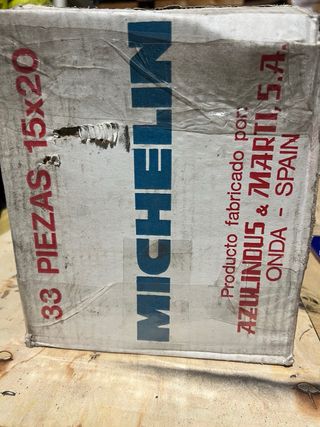 33 PIEZAS 15x20
MICHELIN
Producto fabricado por:
AZULINDUS & MARTI, S.A.
ONDA - SPAIN